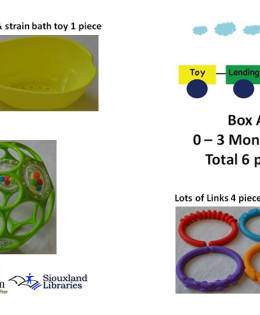 & strain bath toy 1 piece
Toy
Lending
Box A
0 – 3 Mon
Total 6 p
Lots of Links 4 piece
Siouxland
Libraries